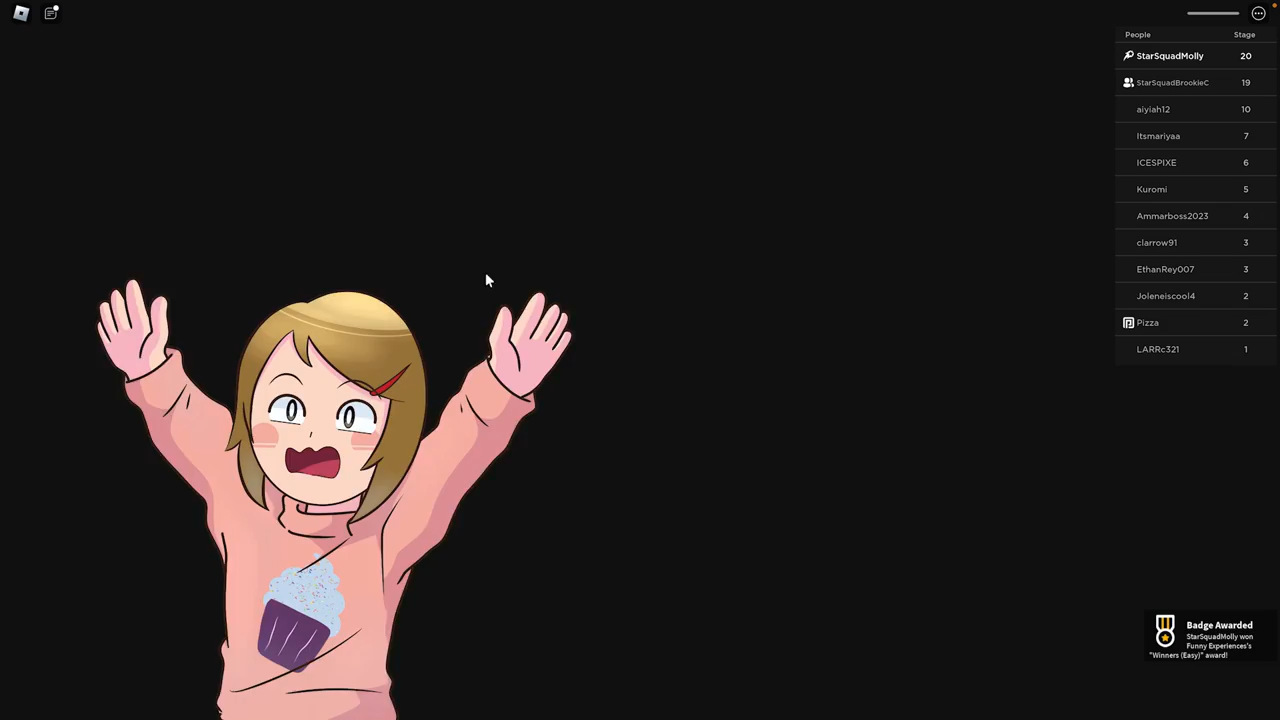 People Stage
StarSquadMolly 20
StarSquadBrookieC 19
aiyiah12 10
Itsmariyaa 7
ICESPIXE 6
Kuromi 5
Ammarboss2023 4
clarrow91 3
EthanRey007 3
Joleneiscool4 2
Pizza 2
LARRc321 1
Badge Awarded
StarSquadMolly won
Funny Experiences's
"Winners (Easy)" award!